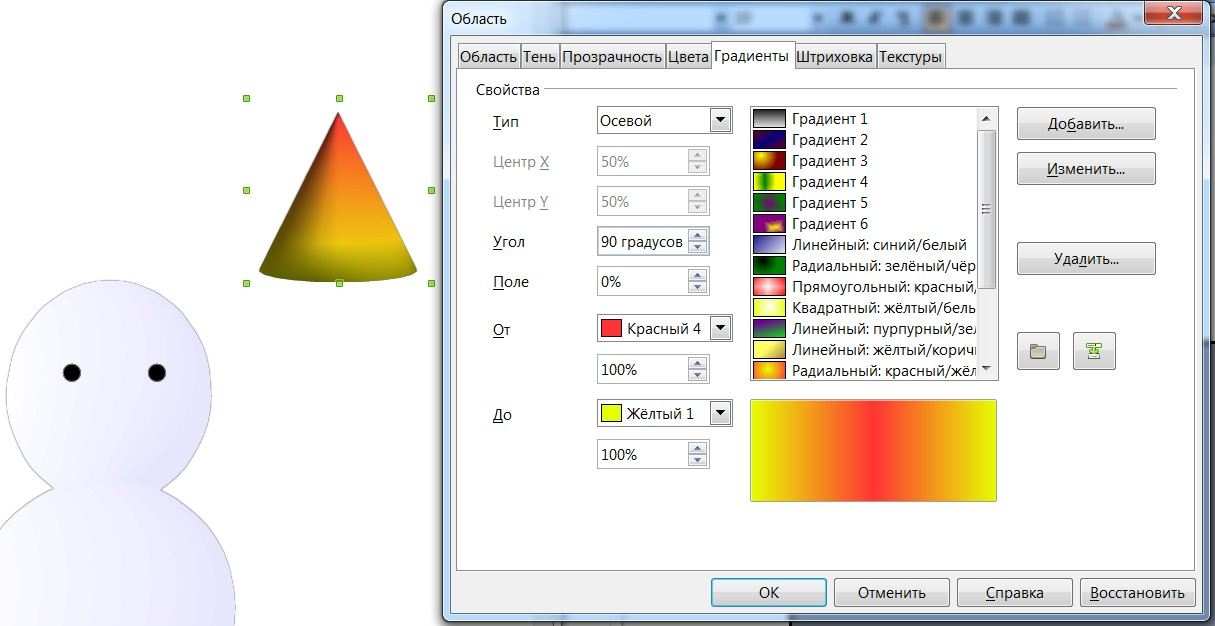 Область
Область Тень Прозрачность Цвета Градиенты Штриховка Текстуры
Свойства
Тип Осевой
Центр X 50%
Центр Y 50%
Угол 90 градусов
Поле 0%
От Красный 4
100%
До Жёлтый 1
100%
Градиент 1
Градиент 2
Градиент 3
Градиент 4
Градиент 5
Градиент 6
Линейный: синий/белый
Радиальный: зелёный/чёр
Прямоугольный: красный/
Квадратный: жёлтый/бель
Линейный: пурпурный/зел
Линейный: жёлтый/коричн
Радиальный: красный/жёл
Добавить...
Изменить...
Удалить...
OK Отменить Справка Восстановить